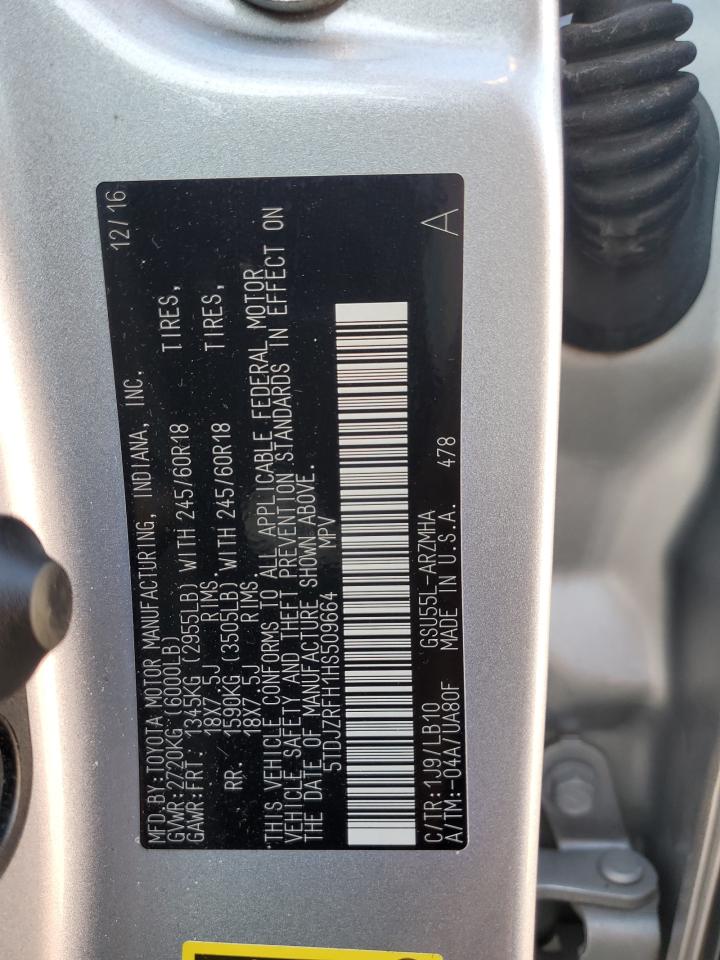 MFD.BY:TOYOTA MOTOR MANUFACTURING, INDIANA, INC. 12/16
GVWR:2720KG (6000LB)
GAWR:FRT. 1345KG (2955LB) WITH 245/60R18 TIRES,
18X7.5J RIMS.
RR. 1590KG (3505LB) WITH 245/60R18 TIRES,
18X7.5J RIMS.
THIS VEHICLE CONFORMS TO ALL APPLICABLE FEDERAL MOTOR
VEHICLE SAFETY AND THEFT PREVENTION STANDARDS IN EFFECT ON
THE DATE OF MANUFACTURE SHOWN ABOVE.
5TDJZRFH1HS509664 MPV
C/TR:1J9/LB10 GSU55L-ARZMHA
A/TM:-04A/UA80F MADE IN U.S.A. 478 A